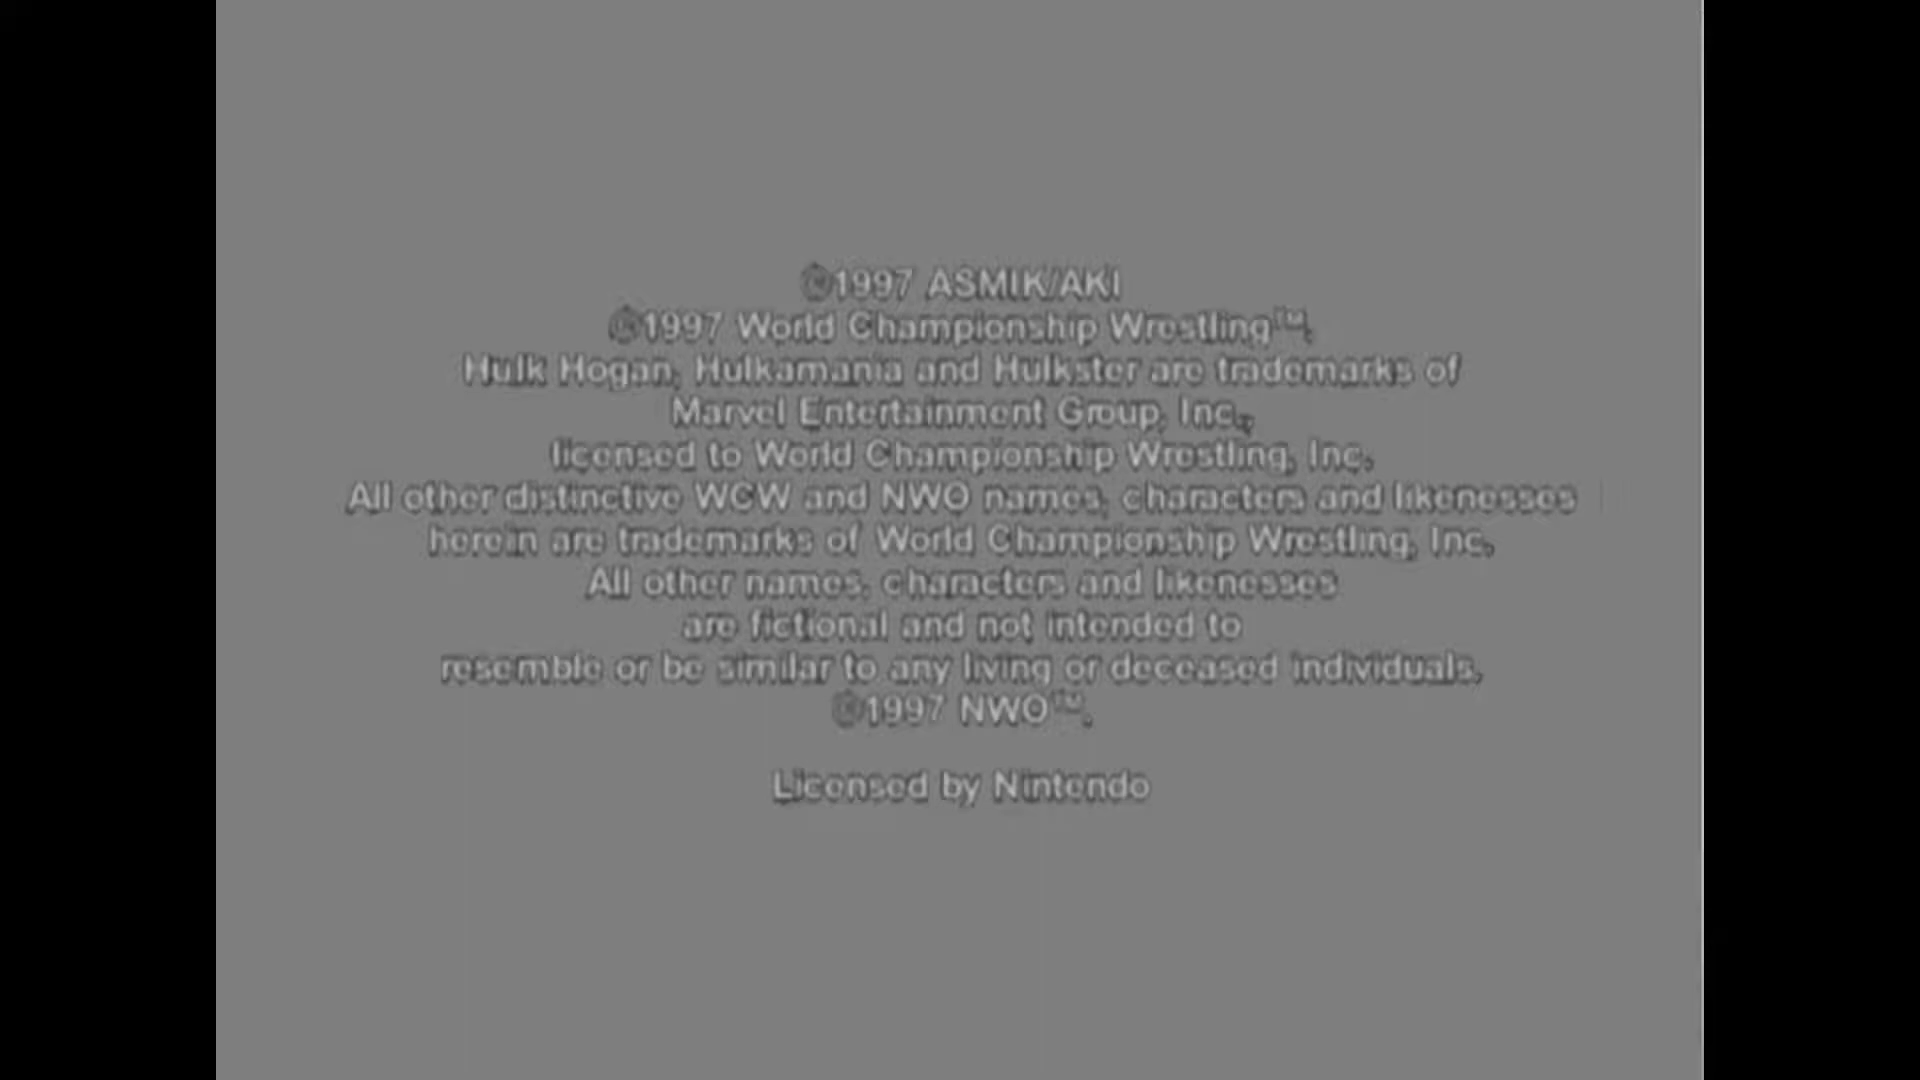 ©1997 ASMIK/AKI
©1997 World Championship Wrestling™.
Hulk Hogan, Hulkamania and Hulkster are trademarks of
Marvel Entertainment Group, Inc.,
licensed to World Championship Wrestling, Inc.
All other distinctive WCW and NWO names, characters and likenesses
herein are trademarks of World Championship Wrestling, Inc.
All other names, characters and likenesses
are fictional and not intended to
resemble or be similar to any living or deceased individuals.
©1997 NWO™.
Licensed by Nintendo